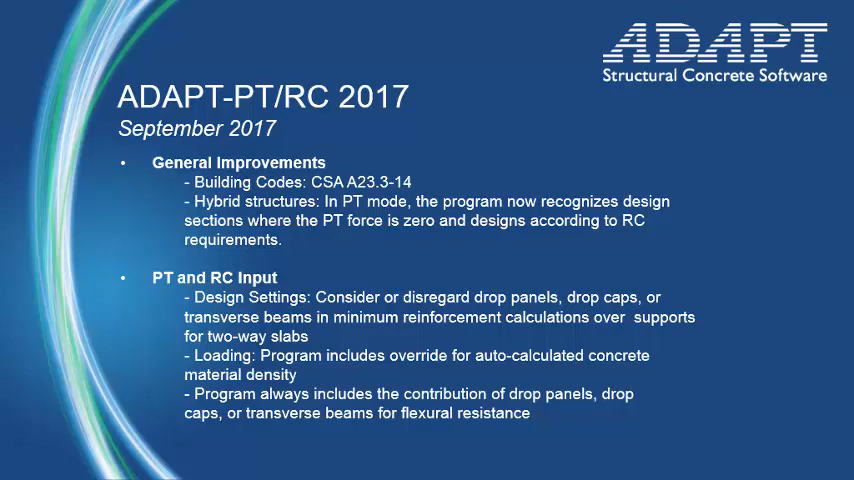 ADAPT
Structural Concrete Software
ADAPT-PT/RC 2017
September 2017
• General Improvements
- Building Codes: CSA A23.3-14
- Hybrid structures: In PT mode, the program now recognizes design
sections where the PT force is zero and designs according to RC
requirements.
• PT and RC Input
- Design Settings: Consider or disregard drop panels, drop caps, or
transverse beams in minimum reinforcement calculations over supports
for two-way slabs
- Loading: Program includes override for auto-calculated concrete
material density
- Program always includes the contribution of drop panels, drop
caps, or transverse beams for flexural resistance